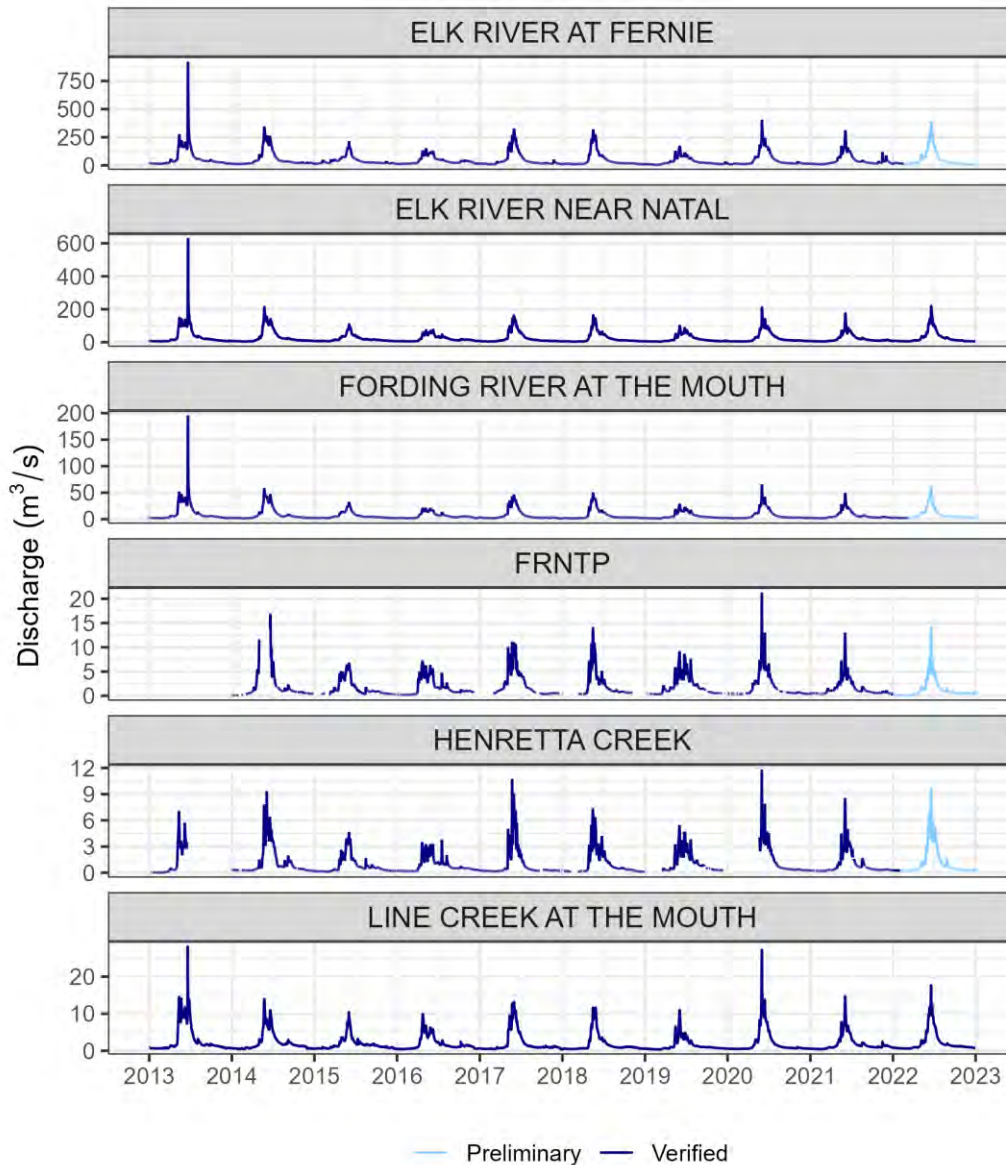 ELK RIVER AT FERNIE
750
500
250
0
ELK RIVER NEAR NATAL
600
400
200
0
FORDING RIVER AT THE MOUTH
200
150
100
50
0
FRNTP
20
15
10
5
0
HENRETTA CREEK
12
9
6
3
0
LINE CREEK AT THE MOUTH
20
10
0
Discharge (m³/s)
2013 2014 2015 2016 2017 2018 2019 2020 2021 2022 2023
Preliminary Verified